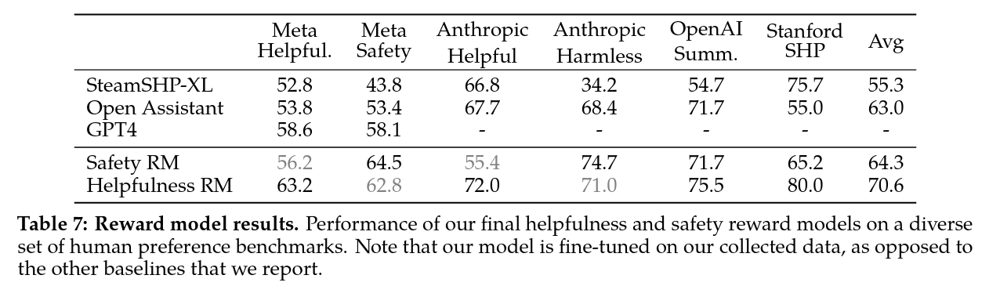 Meta Helpful. Meta Safety Anthropic Helpful Anthropic Harmless OpenAI Summ. Stanford SHP Avg
SteamSHP-XL 52.8 43.8 66.8 34.2 54.7 75.7 55.3
Open Assistant 53.8 53.4 67.7 68.4 71.7 55.0 63.0
GPT4 58.6 58.1 - - - - -
Safety RM 56.2 64.5 55.4 74.7 71.7 65.2 64.3
Helpfulness RM 63.2 62.8 72.0 71.0 75.5 80.0 70.6
Table 7: Reward model results. Performance of our final helpfulness and safety reward models on a diverse
set of human preference benchmarks. Note that our model is fine-tuned on our collected data, as opposed to
the other baselines that we report.